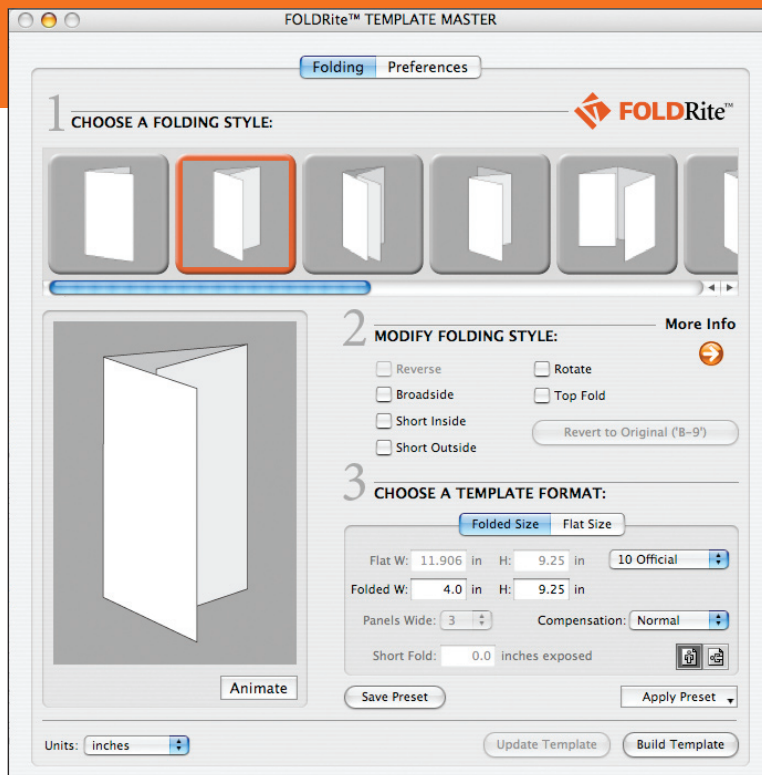 FOLDRite™ TEMPLATE MASTER
Folding Preferences
1 CHOOSE A FOLDING STYLE:
FOLDRite™
2 MODIFY FOLDING STYLE:
More Info
Reverse
Rotate
Broadside
Top Fold
Short Inside
Revert to Original ('B-9')
Short Outside
3 CHOOSE A TEMPLATE FORMAT:
Folded Size Flat Size
Flat W: 11.906 in H: 9.25 in 10 Official
Folded W: 4.0 in H: 9.25 in
Panels Wide: 3 Compensation: Normal
Short Fold: 0.0 inches exposed
Animate
Save Preset Apply Preset
Units: inches Update Template Build Template